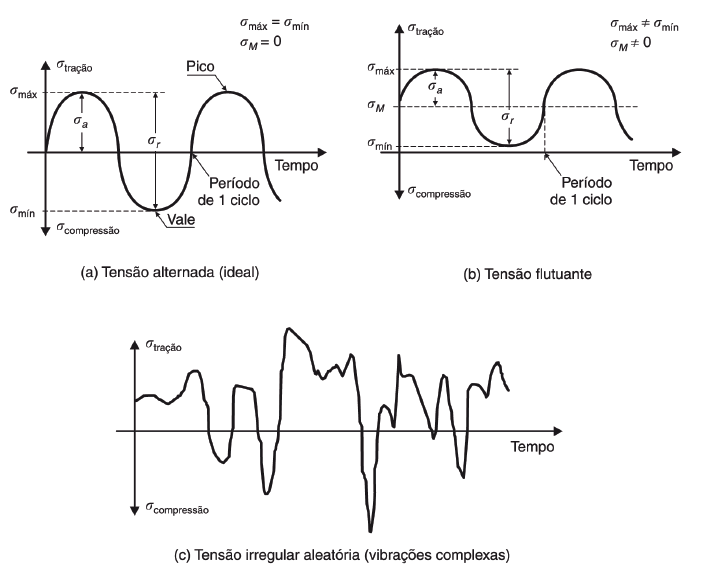 σmáx = σmín
σM = 0
σtração
Pico
σmáx
σa
σr
Tempo
Período
de 1 ciclo
σmín
Vale
σcompressão
(a) Tensão alternada (ideal)
σmáx ≠ σmín
σM ≠ 0
σtração
σmáx
σa
σM
σr
σmín
Tempo
Período
de 1 ciclo
σcompressão
(b) Tensão flutuante
σtração
Tempo
σcompressão
(c) Tensão irregular aleatória (vibrações complexas)